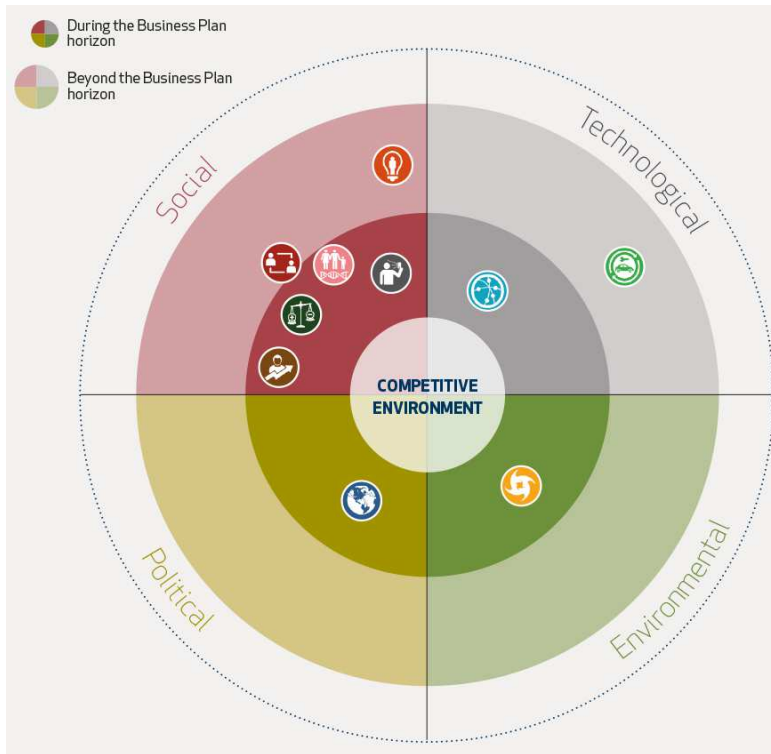 During the Business Plan
horizon
Beyond the Business Plan
horizon
Social
Technological
COMPETITIVE
ENVIRONMENT
Political
Environmental